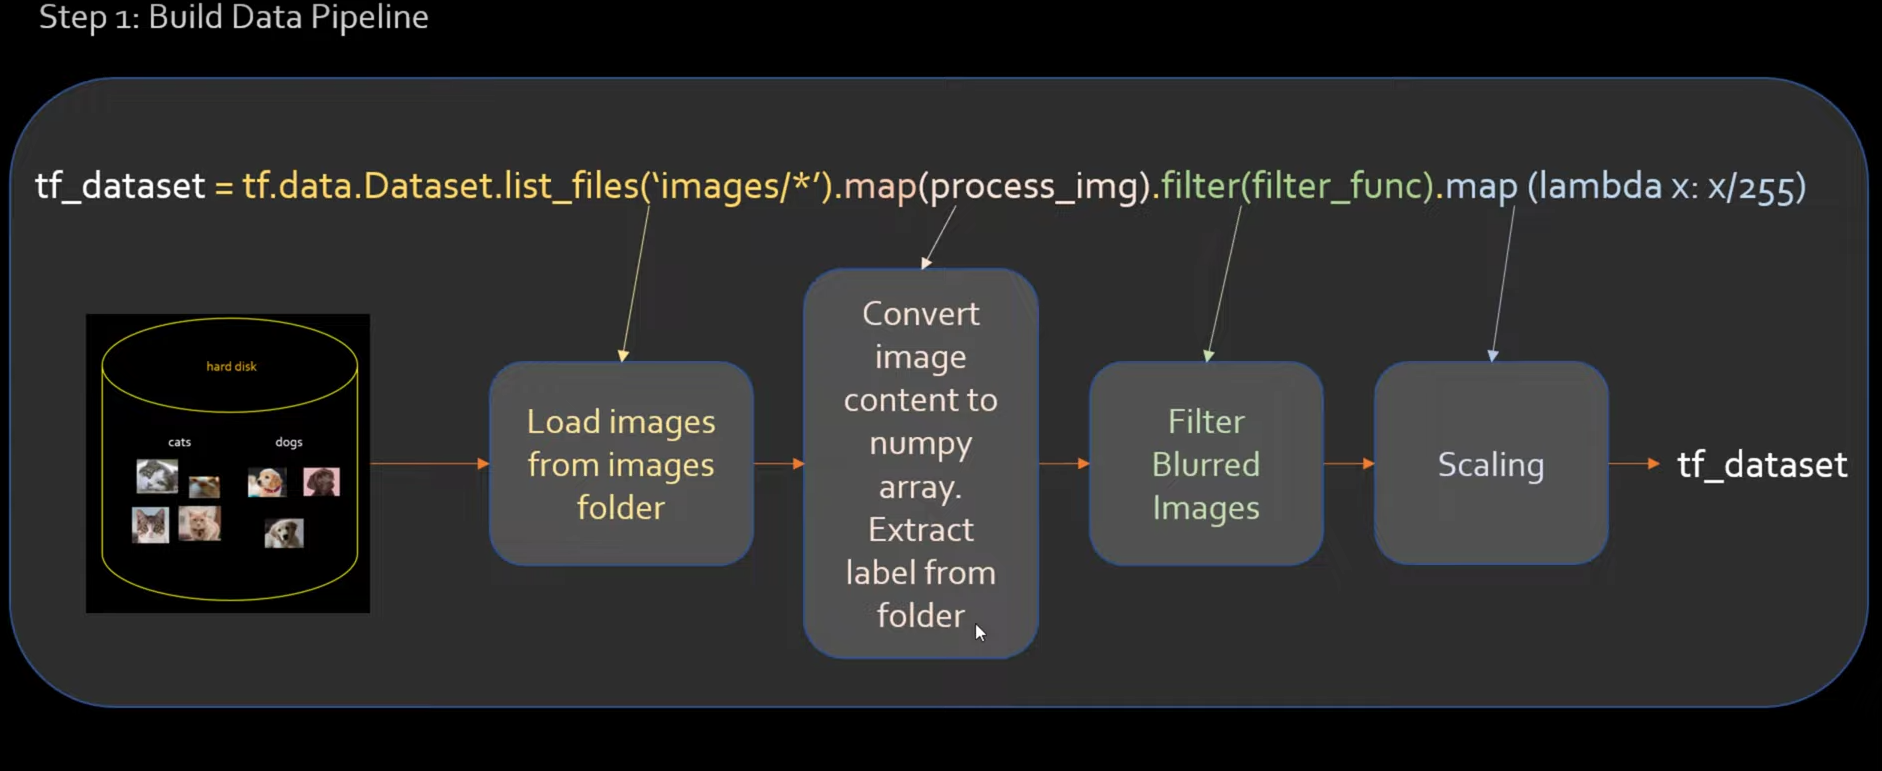 Step 1: Build Data Pipeline
tf_dataset = tf.data.Dataset.list_files(‘images/*’).map(process_img).filter(filter_func).map (lambda x: x/255)
hard disk
cats
dogs
Load images
from images
folder
Convert
image
content to
numpy
array.
Extract
label from
folder
Filter
Blurred
Images
Scaling
tf_dataset